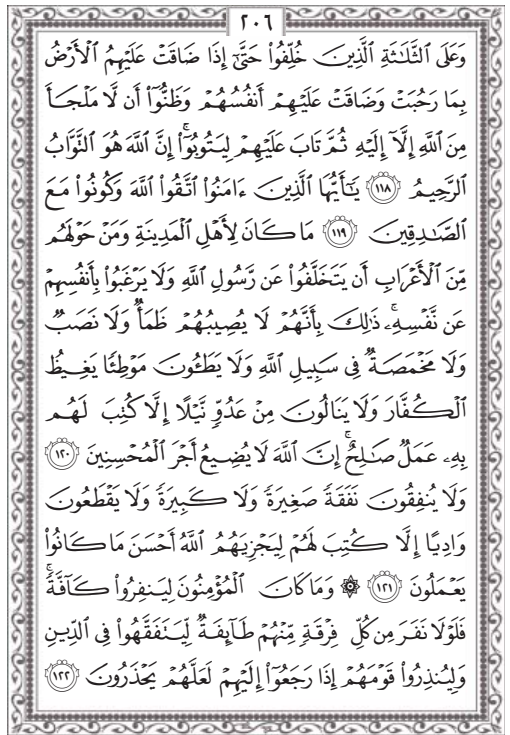 ٢٠٦
وَعَلَى ٱلثَّلَٰثَةِ ٱلَّذِينَ خُلِّفُوا۟ حَتَّىٰٓ إِذَا ضَاقَتْ عَلَيْهِمُ ٱلْأَرْضُ
بِمَا رَحُبَتْ وَضَاقَتْ عَلَيْهِمْ أَنفُسُهُمْ وَظَنُّوٓا۟ أَن لَّا مَلْجَأَ
مِنَ ٱللَّهِ إِلَّآ إِلَيْهِ ثُمَّ تَابَ عَلَيْهِمْ لِيَتُوبُوٓا۟ۚ إِنَّ ٱللَّهَ هُوَ ٱلتَّوَّابُ
ٱلرَّحِيمُ ١١٨ يَٰٓأَيُّهَا ٱلَّذِينَ ءَامَنُوا۟ ٱتَّقُوا۟ ٱللَّهَ وَكُونُوا۟ مَعَ
ٱلصَّٰدِقِينَ ١١٩ مَا كَانَ لِأَهْلِ ٱلْمَدِينَةِ وَمَنْ حَوْلَهُم
مِّنَ ٱلْأَعْرَابِ أَن يَتَخَلَّفُوا۟ عَن رَّسُولِ ٱللَّهِ وَلَا يَرْغَبُوا۟ بِأَنفُسِهِمْ
عَن نَّفْسِهِۦۚ ذَٰلِكَ بِأَنَّهُمْ لَا يُصِيبُهُمْ ظَمَأٌ وَلَا نَصَبٌ
وَلَا مَخْمَصَةٌ فِى سَبِيلِ ٱللَّهِ وَلَا يَطَـُٔونَ مَوْطِئًا يَغِيظُ
ٱلْكُفَّارَ وَلَا يَنَالُونَ مِنْ عَدُوٍّ نَّيْلًا إِلَّا كُتِبَ لَهُم
بِهِۦ عَمَلٌ صَٰلِحٌۚ إِنَّ ٱللَّهَ لَا يُضِيعُ أَجْرَ ٱلْمُحْسِنِينَ ١٢٠
وَلَا يُنفِقُونَ نَفَقَةً صَغِيرَةً وَلَا كَبِيرَةً وَلَا يَقْطَعُونَ
وَادِيًا إِلَّا كُتِبَ لَهُمْ لِيَجْزِيَهُمُ ٱللَّهُ أَحْسَنَ مَا كَانُوا۟
يَعْمَلُونَ ١٢١ ۞ وَمَا كَانَ ٱلْمُؤْمِنُونَ لِيَنفِرُوا۟ كَآفَّةًۚ
فَلَوْلَا نَفَرَ مِن كُلِّ فِرْقَةٍ مِّنْهُمْ طَآئِفَةٌ لِّيَتَفَقَّهُوا۟ فِى ٱلدِّينِ
وَلِيُنذِرُوا۟ قَوْمَهُمْ إِذَا رَجَعُوٓا۟ إِلَيْهِمْ لَعَلَّهُمْ يَحْذَرُونَ ١٢٢